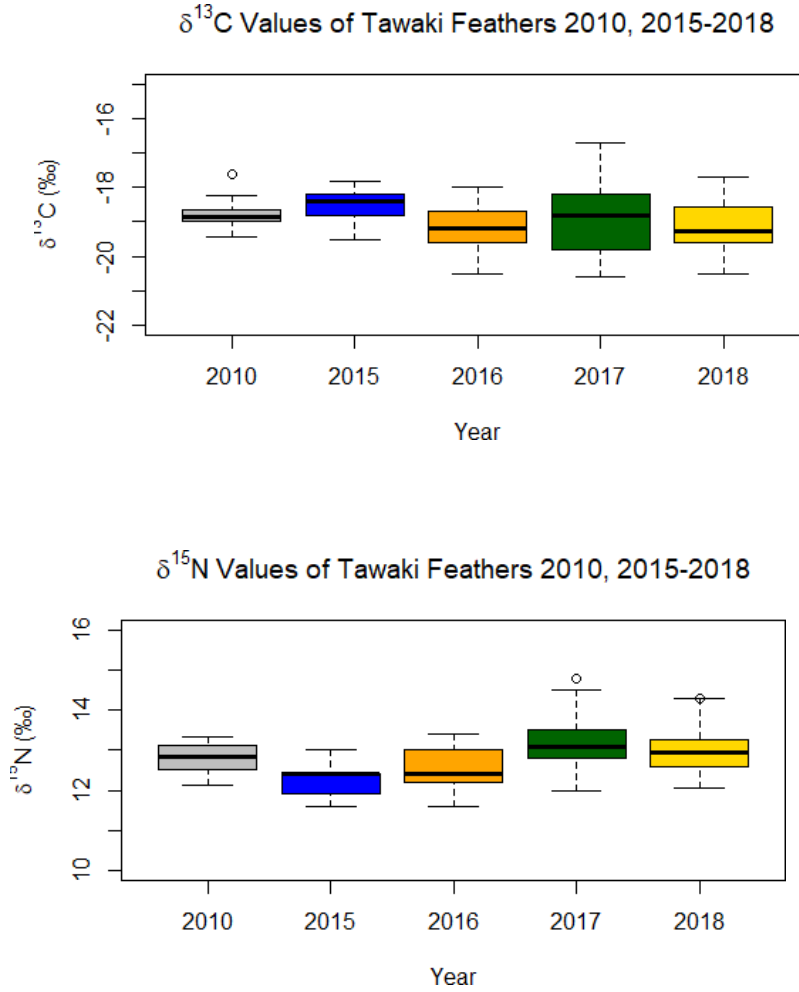 δ¹³C Values of Tawaki Feathers 2010, 2015-2018
δ¹³C (‰)
-16
-18
-20
-22
2010 2015 2016 2017 2018
Year
δ¹⁵N Values of Tawaki Feathers 2010, 2015-2018
δ¹⁵N (‰)
16
14
12
10
2010 2015 2016 2017 2018
Year